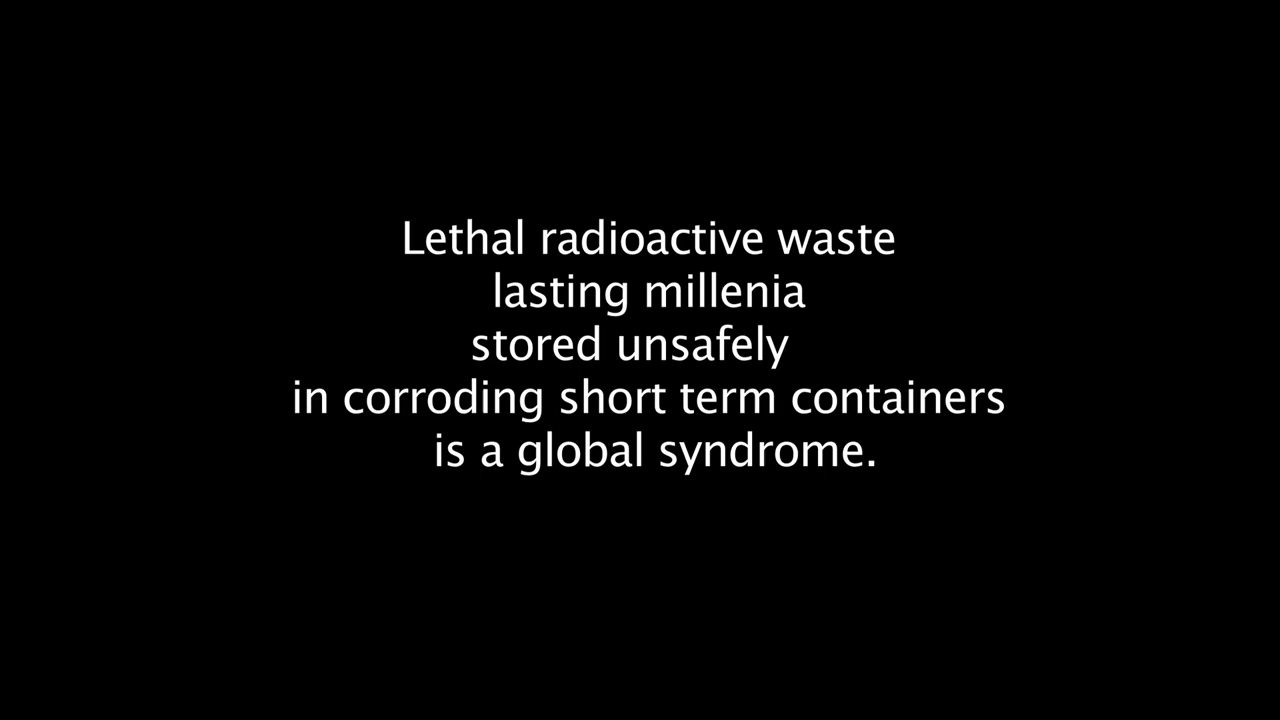 Lethal radioactive waste
lasting millenia
stored unsafely
in corroding short term containers
is a global syndrome.